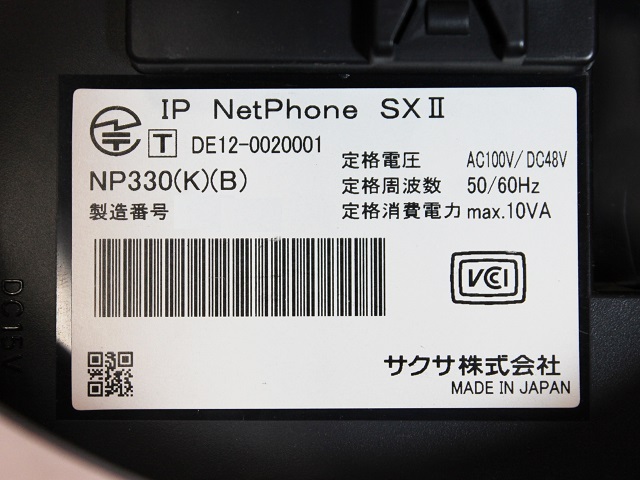 IP NetPhone SXⅡ
T DE12-0020001
NP330(K)(B)
製造番号
定格電圧 AC100V/DC48V
定格周波数 50/60Hz
定格消費電力 max.10VA
VCCI
サクサ株式会社
MADE IN JAPAN
DC15V